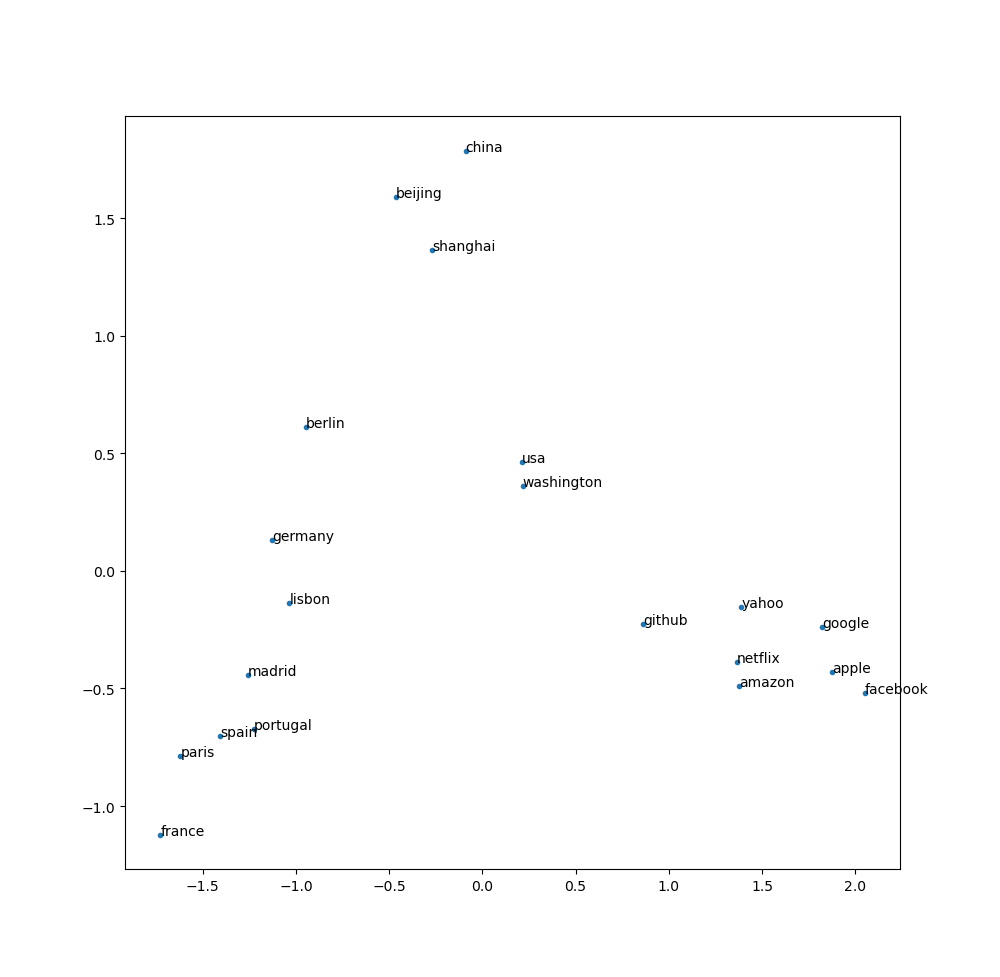 china
beijing
shanghai
berlin
usa
washington
germany
lisbon
yahoo
github
google
netflix
madrid
apple
amazon
facebook
portugal
spain
paris
france
1.5
1.0
0.5
0.0
−0.5
−1.0
−1.5 −1.0 −0.5 0.0 0.5 1.0 1.5 2.0